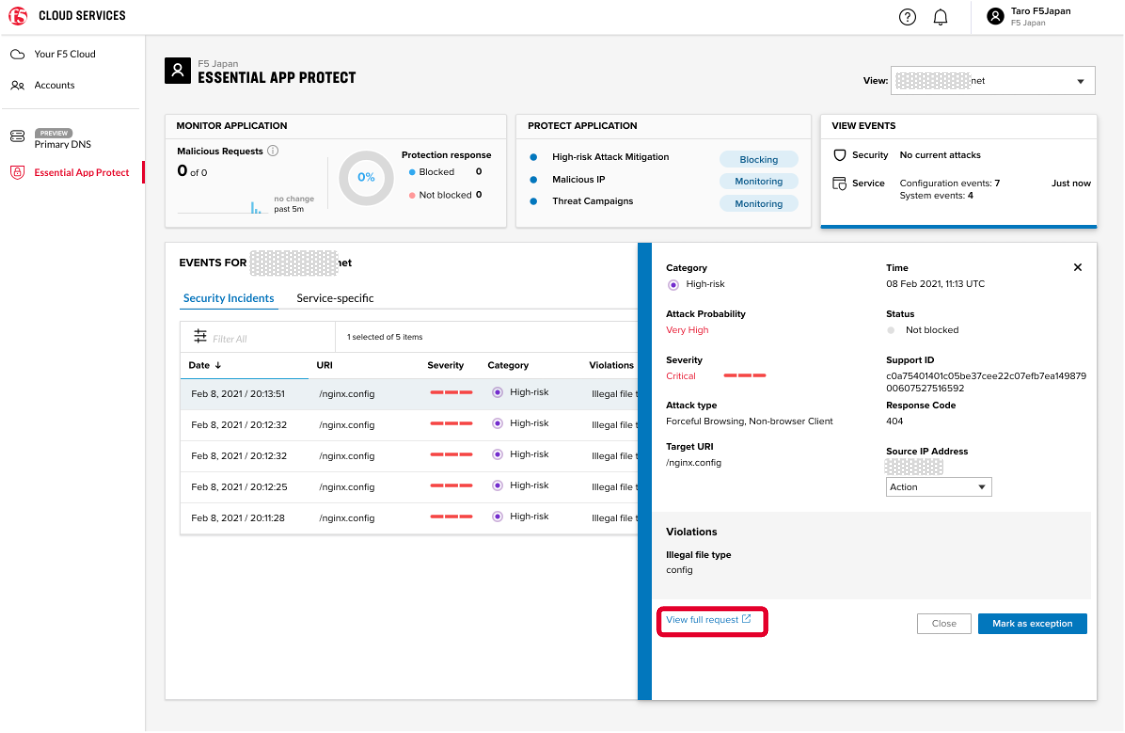 f5 CLOUD SERVICES
?
Taro F5Japan
F5 Japan
Your F5 Cloud
Accounts
PREVIEW
Primary DNS
Essential App Protect
F5 Japan
ESSENTIAL APP PROTECT
View: net
MONITOR APPLICATION
Malicious Requests i
0 of 0
no change
past 5m
0%
Protection response
Blocked 0
Not blocked 0
PROTECT APPLICATION
High-risk Attack Mitigation Blocking
Malicious IP Monitoring
Threat Campaigns Monitoring
VIEW EVENTS
Security No current attacks
Service Configuration events: 7 Just now
System events: 4
EVENTS FOR net
Security Incidents Service-specific
Filter All 1 selected of 5 items
Date ↓ URI Severity Category Violations
Feb 8, 2021 / 20:13:51 /nginx.config High-risk Illegal file t
Feb 8, 2021 / 20:12:32 /nginx.config High-risk Illegal file t
Feb 8, 2021 / 20:12:32 /nginx.config High-risk Illegal file t
Feb 8, 2021 / 20:12:25 /nginx.config High-risk Illegal file t
Feb 8, 2021 / 20:11:28 /nginx.config High-risk Illegal file t
Category
High-risk
Attack Probability
Very High
Severity
Critical
Attack type
Forceful Browsing, Non-browser Client
Target URI
/nginx.config
Time
08 Feb 2021, 11:13 UTC
Status
Not blocked
Support ID
c0a75401401c05be37cee22c07efb7ea149879
00607527516592
Response Code
404
Source IP Address
Action
Violations
Illegal file type
config
View full request
Close
Mark as exception